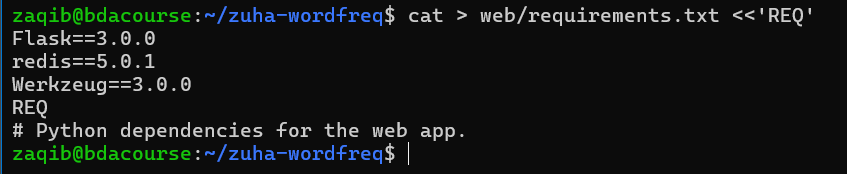 zaqib@bdacourse:~/zuha-wordfreq$ cat > web/requirements.txt <<'REQ'
Flask==3.0.0
redis==5.0.1
Werkzeug==3.0.0
REQ
# Python dependencies for the web app.
zaqib@bdacourse:~/zuha-wordfreq$